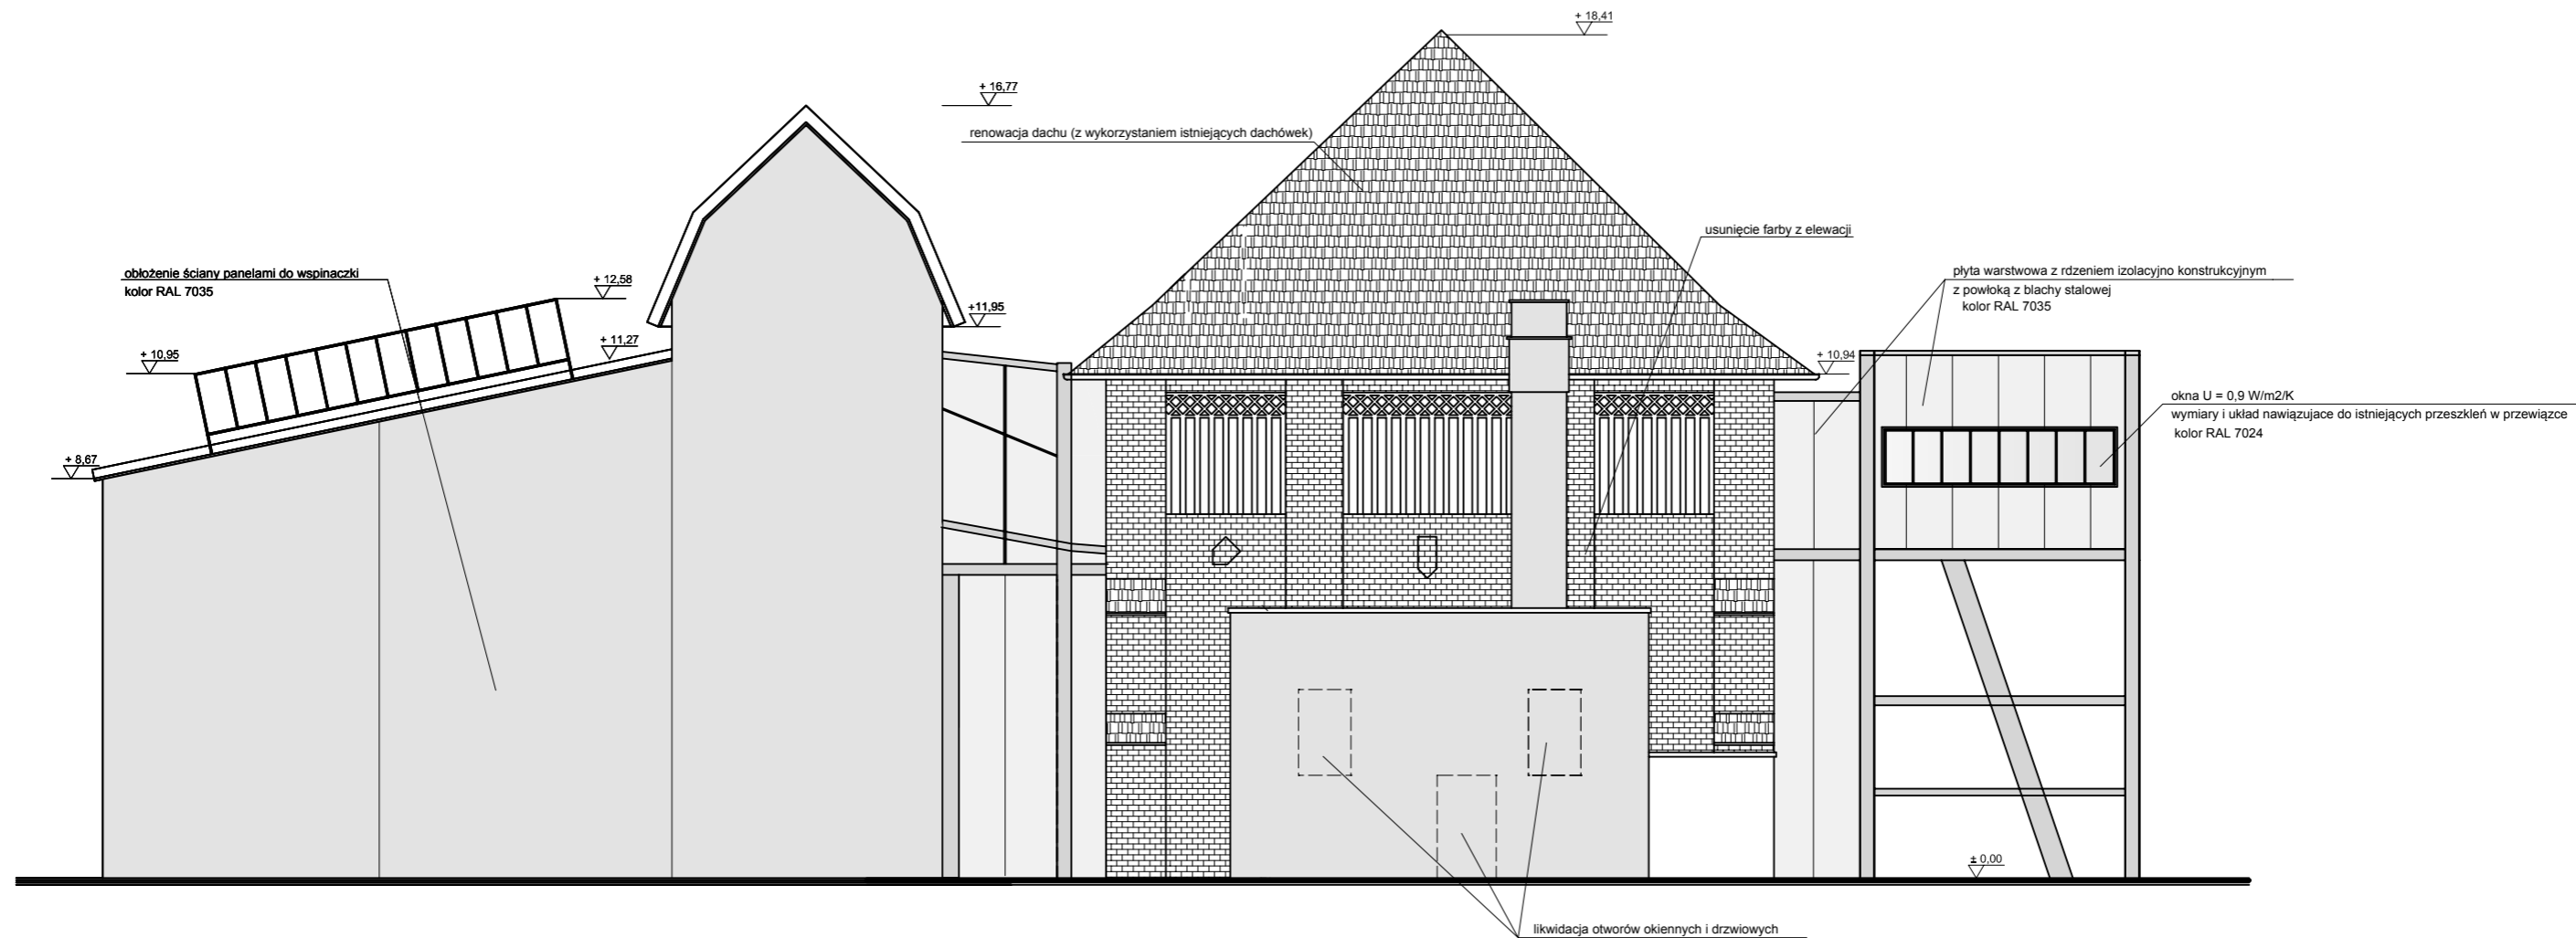 + 18,41
+ 16,77
renowacja dachu (z wykorzystaniem istniejących dachówek)
usunięcie farby z elewacji
obłożenie ściany panelami do wspinaczki
kolor RAL 7035
+ 12,58
płyta warstwowa z rdzeniem izolacyjno konstrukcyjnym
z powłoką z blachy stalowej
kolor RAL 7035
+11,95
+ 11,27
+ 10,95
+ 10,94
okna U = 0,9 W/m2/K
wymiary i układ nawiązujace do istniejących przeszkleń w przewiązce
kolor RAL 7024
+ 8,67
± 0,00
likwidacja otworów okiennych i drzwiowych